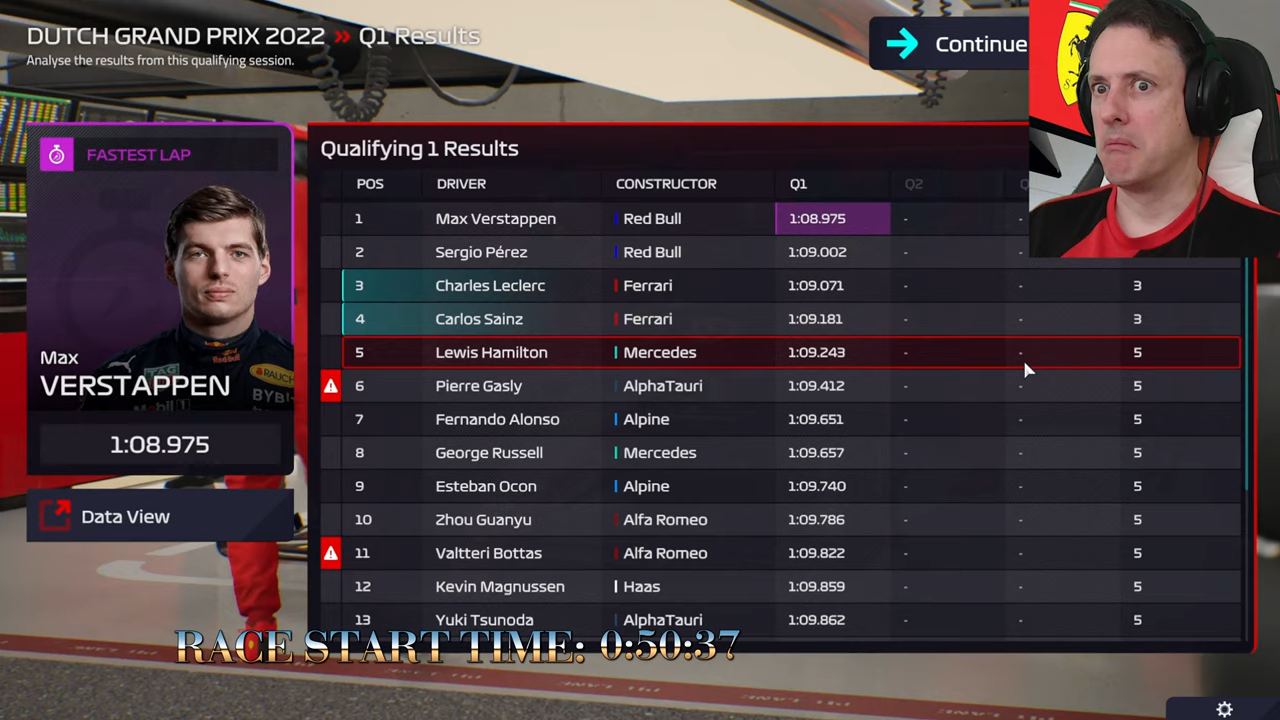 DUTCH GRAND PRIX 2022 » Q1 Results
Analyse the results from this qualifying session.
Continue
FASTEST LAP
Max
VERSTAPPEN
1:08.975
Data View
Qualifying 1 Results
POS DRIVER CONSTRUCTOR Q1 Q2
1 Max Verstappen Red Bull 1:08.975 -
2 Sergio Pérez Red Bull 1:09.002 -
3 Charles Leclerc Ferrari 1:09.071 - - 3
4 Carlos Sainz Ferrari 1:09.181 - - 3
5 Lewis Hamilton Mercedes 1:09.243 - - 5
6 Pierre Gasly AlphaTauri 1:09.412 - - 5
7 Fernando Alonso Alpine 1:09.651 - - 5
8 George Russell Mercedes 1:09.657 - - 5
9 Esteban Ocon Alpine 1:09.740 - - 5
10 Zhou Guanyu Alfa Romeo 1:09.786 - - 5
11 Valtteri Bottas Alfa Romeo 1:09.822 - - 5
12 Kevin Magnussen Haas 1:09.859 - - 5
13 Yuki Tsunoda AlphaTauri 1:09.862 - - 5
RACE START TIME: 0:50:37